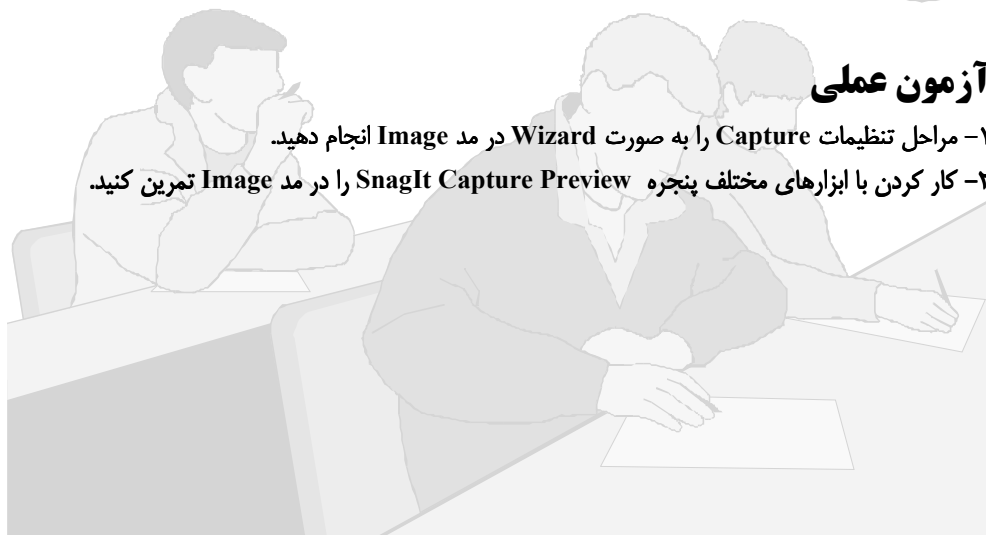 آزمون عملی
۱- مراحل تنظیمات Capture را به صورت Wizard در مد Image انجام دهید.
۲- کار کردن با ابزارهای مختلف پنجره SnagIt Capture Preview را در مد Image تمرین کنید.